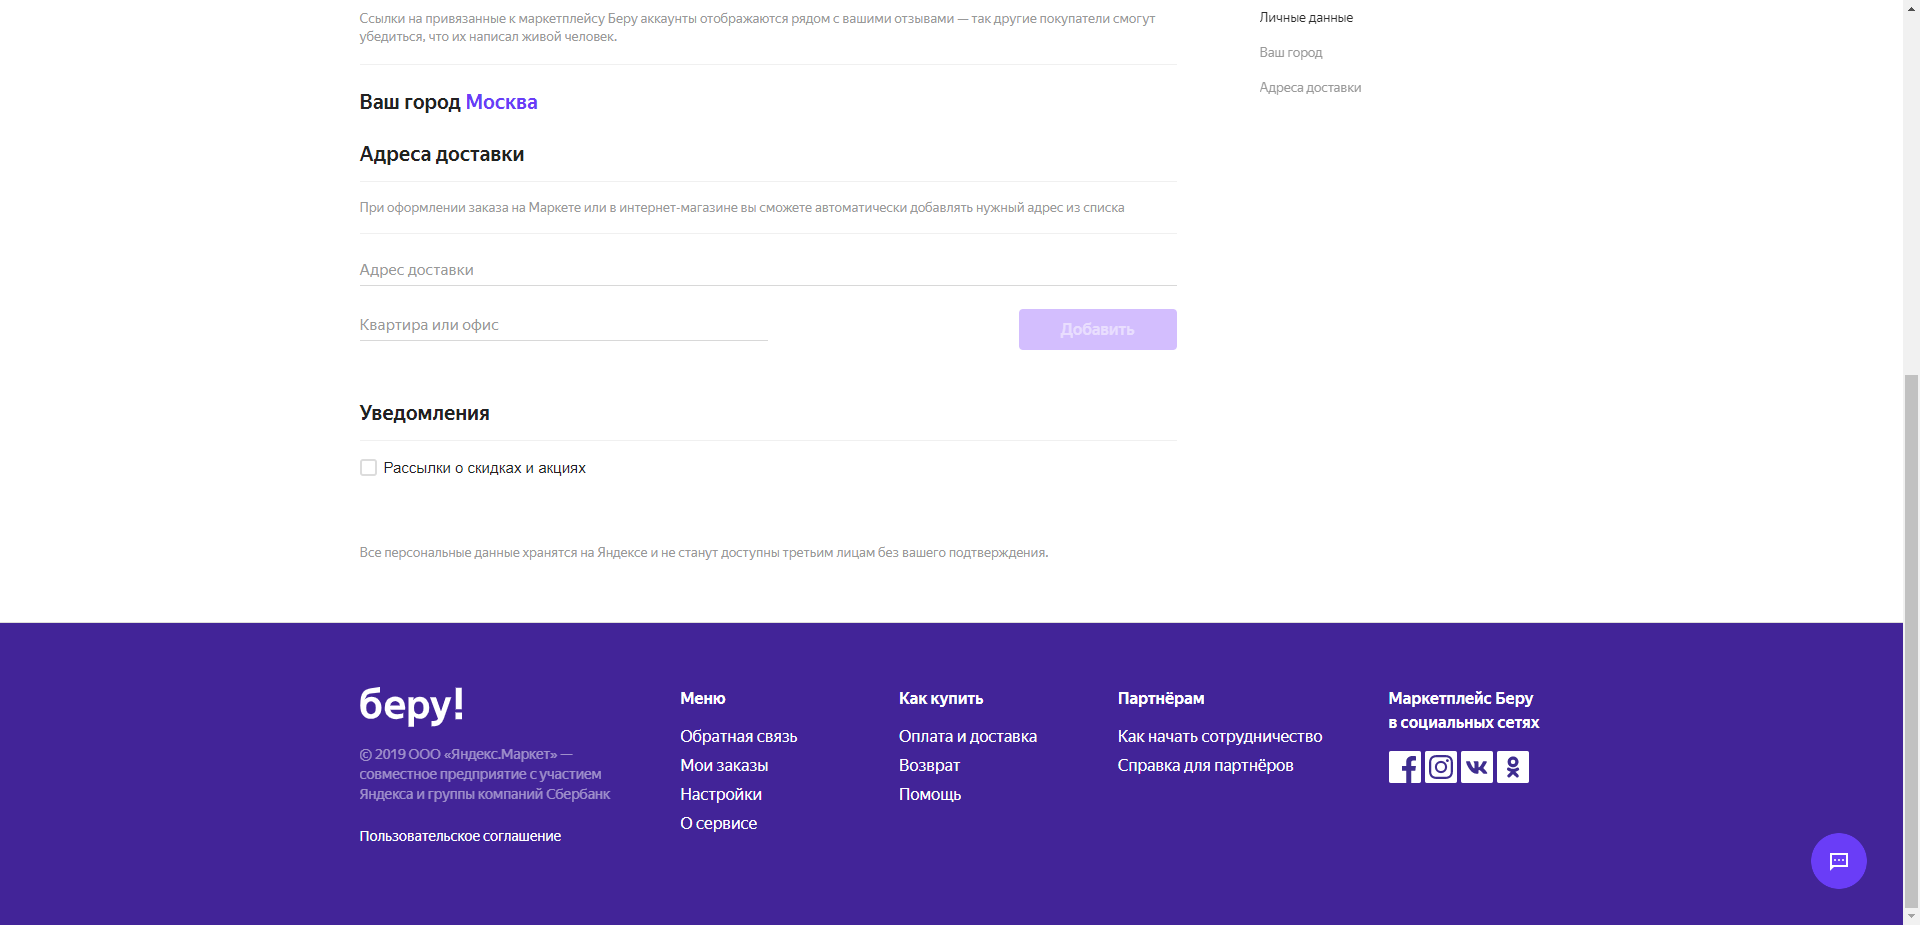 Ссылки на привязанные к маркетплейсу Беру аккаунты отображаются рядом с вашими отзывами — так другие покупатели смогут
убедиться, что их написал живой человек.
Личные данные
Ваш город
Адреса доставки
Ваш город Москва
Адреса доставки
При оформлении заказа на Маркете или в интернет-магазине вы сможете автоматически добавлять нужный адрес из списка
Адрес доставки
Квартира или офис
Добавить
Уведомления
Рассылки о скидках и акциях
Все персональные данные хранятся на Яндексе и не станут доступны третьим лицам без вашего подтверждения.
беру!
© 2019 ООО «Яндекс.Маркет» —
совместное предприятие с участием
Яндекса и группы компаний Сбербанк
Пользовательское соглашение
Меню
Обратная связь
Мои заказы
Настройки
О сервисе
Как купить
Оплата и доставка
Возврат
Помощь
Партнёрам
Как начать сотрудничество
Справка для партнёров
Маркетплейс Беру
в социальных сетях